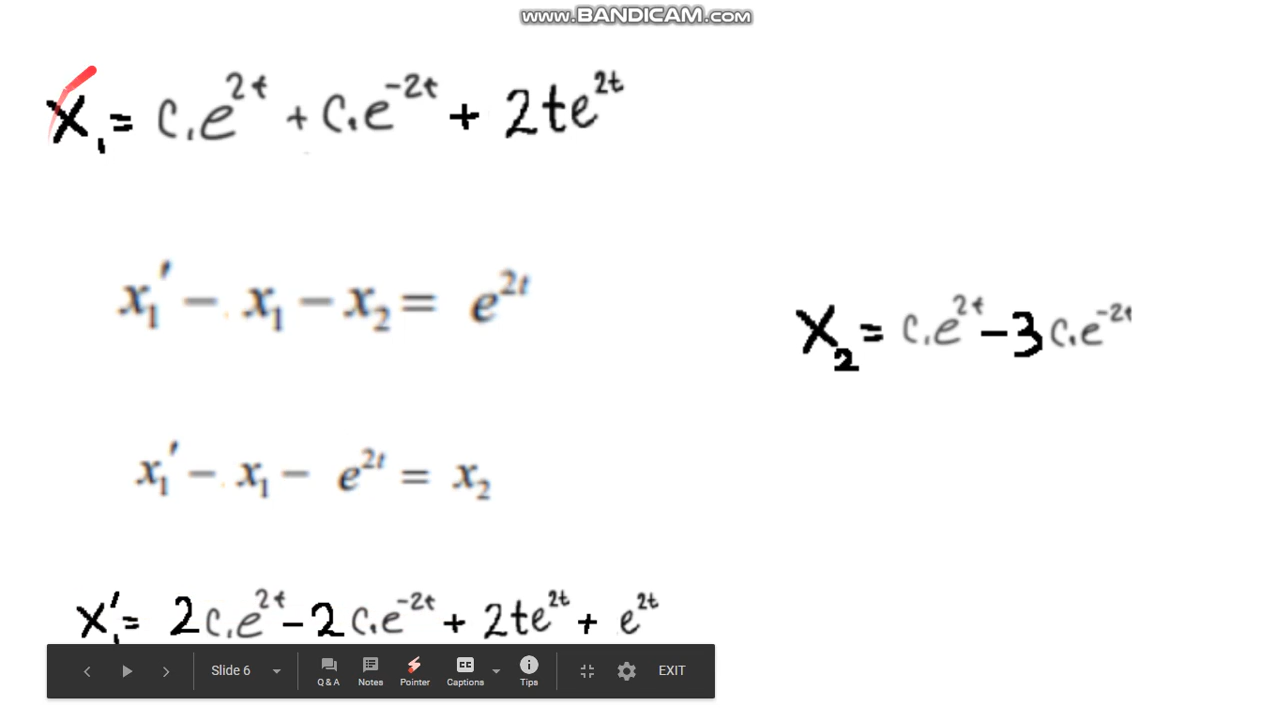 www.BANDICAM.com
x₁ = c₁e^{2t} + c₁e^{-2t} + 2te^{2t}
x₁′ − x₁ − x₂ = e^{2t}
x₂ = c₁e^{2t} − 3c₁e^{-2t}
x₁′ − x₁ − e^{2t} = x₂
x₁′ = 2c₁e^{2t} − 2c₁e^{-2t} + 2te^{2t} + e^{2t}
Slide 6
Q & A Notes Pointer CC Captions Tips EXIT